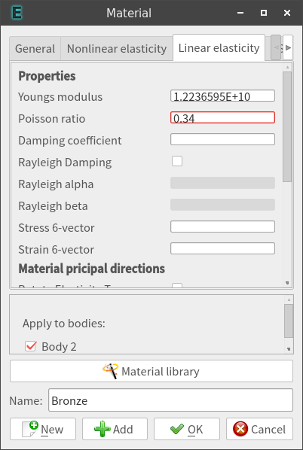 Material
General
Nonlinear elasticity
Linear elasticity
Properties
Youngs modulus 1.2236595E+10
Poisson ratio 0.34
Damping coefficient
Rayleigh Damping
Rayleigh alpha
Rayleigh beta
Stress 6-vector
Strain 6-vector
Material pricipal directions
Apply to bodies:
Body 2
Material library
Name: Bronze
New
Add
OK
Cancel